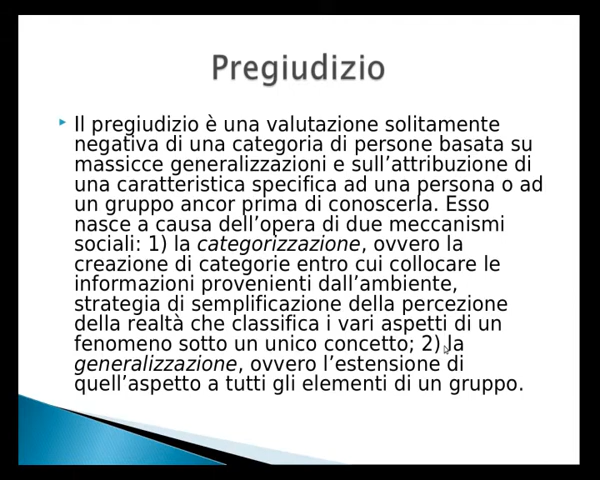 Pregiudizio
Il pregiudizio è una valutazione solitamente
negativa di una categoria di persone basata su
massicce generalizzazioni e sull’attribuzione di
una caratteristica specifica ad una persona o ad
un gruppo ancor prima di conoscerla. Esso
nasce a causa dell’opera di due meccanismi
sociali: 1) la categorizzazione, ovvero la
creazione di categorie entro cui collocare le
informazioni provenienti dall’ambiente,
strategia di semplificazione della percezione
della realtà che classifica i vari aspetti di un
fenomeno sotto un unico concetto; 2) la
generalizzazione, ovvero l’estensione di
quell’aspetto a tutti gli elementi di un gruppo.